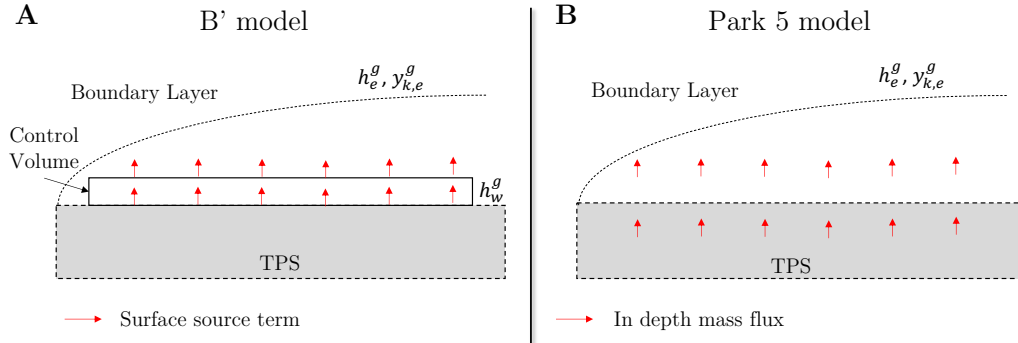 A
B’ model
h_e^g, y_{k,e}^g
Boundary Layer
Control
Volume
h_w^g
TPS
Surface source term
B
Park 5 model
h_e^g, y_{k,e}^g
Boundary Layer
TPS
In depth mass flux